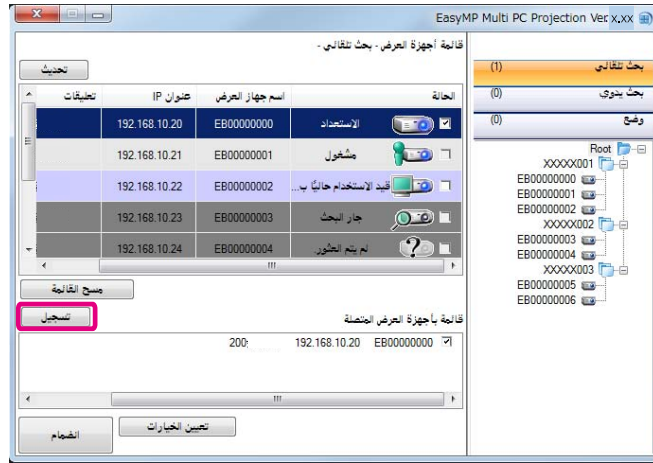 EasyMP Multi PC Projection Ver. x.xx
بحث تلقائي (1)
بحث يدوي (0)
وضع (0)
Root
XXXXX001
EB00000000
EB00000001
EB00000002
XXXXX002
EB00000003
EB00000004
XXXXX003
EB00000005
EB00000006
قائمة أجهزة العرض - بحث تلقائي -
تحديث
الحالة اسم جهاز العرض عنوان IP تعليقات
الاستعداد EB00000000 192.168.10.20
مشغول EB00000001 192.168.10.21
قيد الاستخدام حاليًا ب... EB00000002 192.168.10.22
جار البحث EB00000003 192.168.10.23
لم يتم العثور. EB00000004 192.168.10.24
مسح القائمة
تسجيل
قائمة بأجهزة العرض المتصلة
EB00000000 192.168.10.20 200:
تعيين الخيارات
انضمام